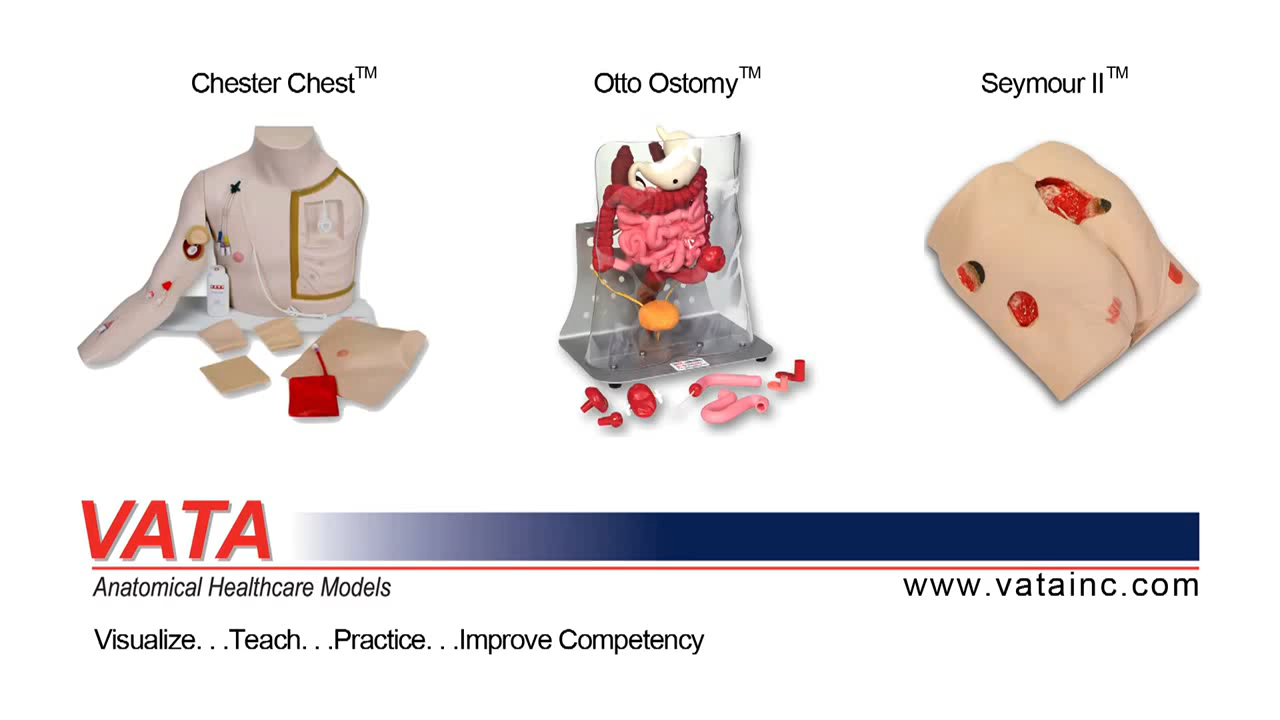 Chester Chest™
Otto Ostomy™
Seymour II™
VATA
Anatomical Healthcare Models
www.vatainc.com
Visualize. . .Teach. . .Practice. . .Improve Competency